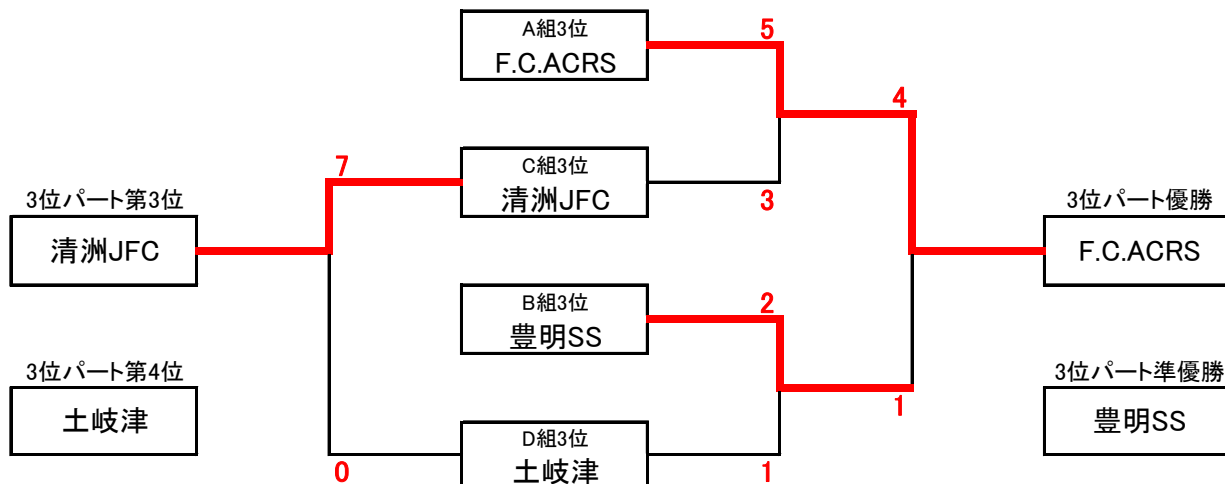 A組3位
F.C.ACRS
5
4
7
C組3位
清洲JFC
3
3位パート第3位
清洲JFC
3位パート優勝
F.C.ACRS
B組3位
豊明SS
2
3位パート第4位
土岐津
1
3位パート準優勝
豊明SS
0
D組3位
土岐津
1